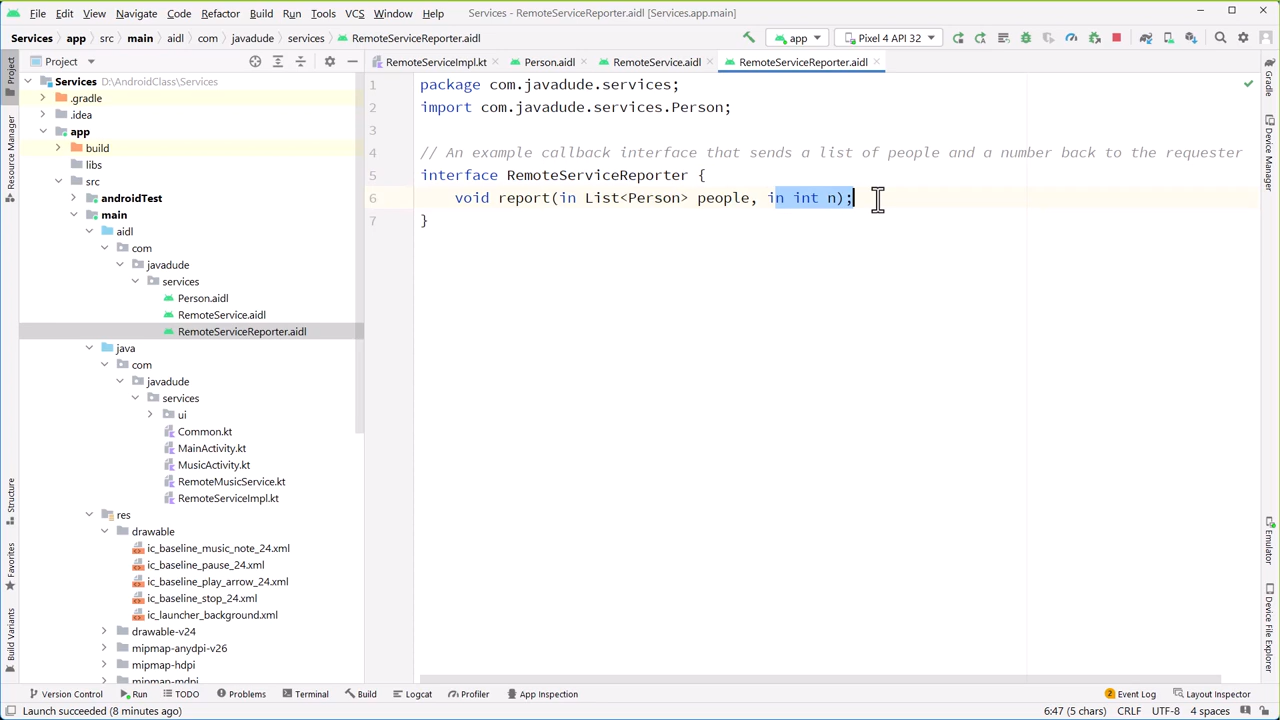 File Edit View Navigate Code Refactor Build Run Tools VCS Window Help Services - RemoteServiceReporter.aidl [Services.app.main]
Services app src main aidl com javadude services RemoteServiceReporter.aidl app Pixel 4 API 32
Project RemoteServiceImpl.kt Person.aidl RemoteService.aidl RemoteServiceReporter.aidl
Services D:\AndroidClass\Services
.gradle
.idea
app
build
libs
src
androidTest
main
aidl
com
javadude
services
Person.aidl
RemoteService.aidl
RemoteServiceReporter.aidl
java
com
javadude
services
ui
Common.kt
MainActivity.kt
MusicActivity.kt
RemoteMusicService.kt
RemoteServiceImpl.kt
res
drawable
ic_baseline_music_note_24.xml
ic_baseline_pause_24.xml
ic_baseline_play_arrow_24.xml
ic_baseline_stop_24.xml
ic_launcher_background.xml
drawable-v24
mipmap-anydpi-v26
mipmap-hdpi
mipmap-mdpi
1 package com.javadude.services;
2 import com.javadude.services.Person;
3
4 // An example callback interface that sends a list of people and a number back to the requester
5 interface RemoteServiceReporter {
6 void report(in List<Person> people, in int n);
7 }
Project
Resource Manager
Structure
Favorites
Build Variants
Gradle
Device Manager
Emulator
Device File Explorer
Version Control Run TODO Problems Terminal Build Logcat Profiler App Inspection 2 Event Log Layout Inspector
Launch succeeded (8 minutes ago) 6:47 (5 chars) CRLF UTF-8 4 spaces